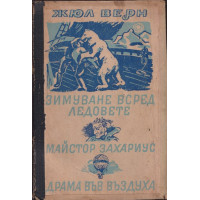 ЖЮЛ ВЕРН
ЗИМУВАНЕ ВСРЕД
ЛЕДОВЕТЕ
МАЙСТОР ЗАХАРИУС
ДРАМА ВЪВ ВЪЗДУХА